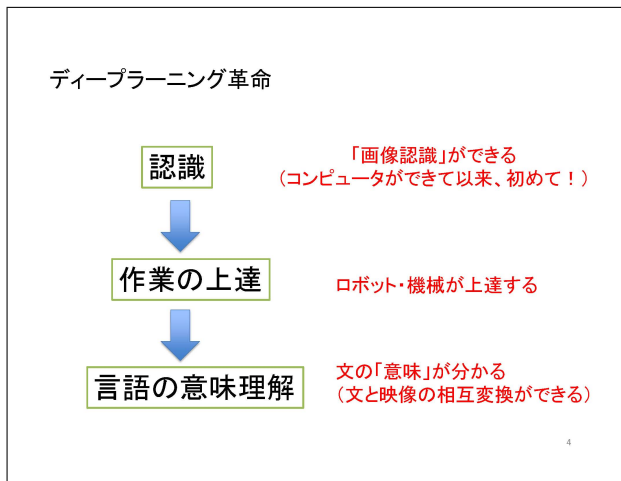 ディープラーニング革命
認識
「画像認識」ができる
(コンピュータができて以来、初めて！)
作業の上達
ロボット・機械が上達する
言語の意味理解
文の「意味」が分かる
(文と映像の相互変換ができる)
4